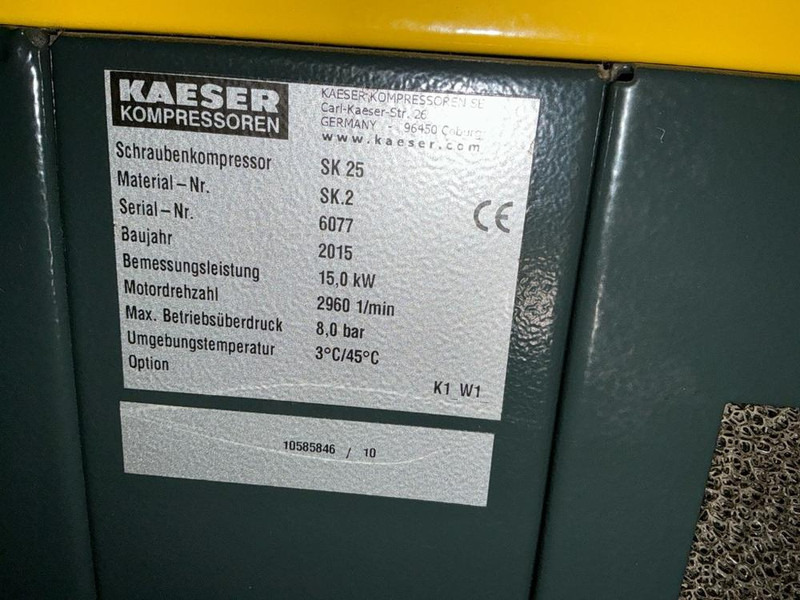 KAESER
KOMPRESSOREN
KAESER KOMPRESSOREN SE
Carl-Kaeser-Str. 26
GERMANY - 96450 Coburg
www.kaeser.com
Schraubenkompressor SK 25
Material-Nr. SK.2
Serial-Nr. 6077
Baujahr 2015
Bemessungsleistung 15,0 kW
Motordrehzahl 2960 1/min
Max. Betriebsüberdruck 8,0 bar
Umgebungstemperatur 3°C/45°C
Option K1 W1
CE
10585846 / 10